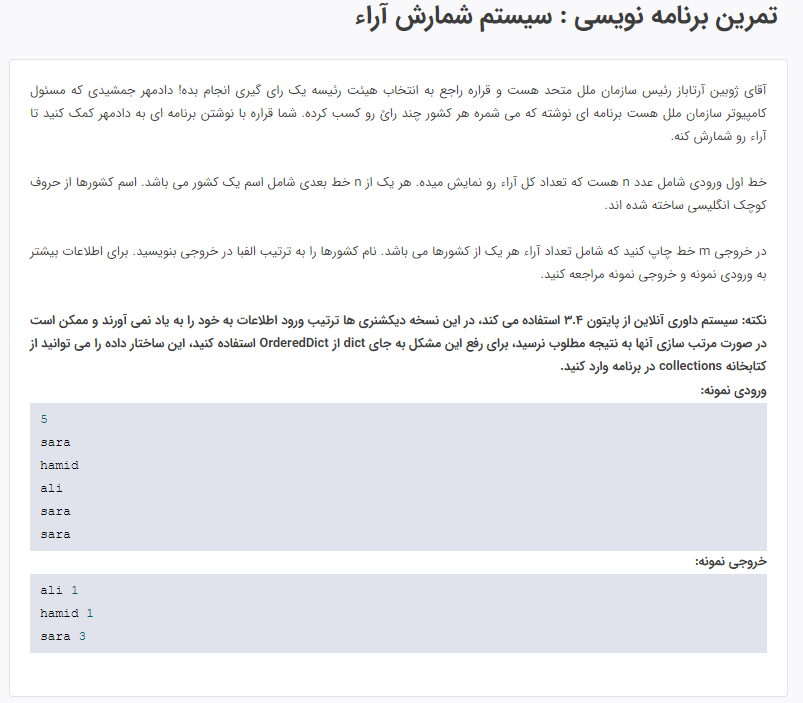 تمرین برنامه نویسی : سیستم شمارش آراء
آقای ژوبین آرتاباز رئیس سازمان ملل متحد هست و قراره راجع به انتخاب هیئت رئیسه یک رای گیری انجام بده! دادمهر جمشیدی که مسئول
کامپیوتر سازمان ملل هست برنامه ای نوشته که می شمره هر کشور چند رائ رو کسب کرده. شما قراره با نوشتن برنامه ای به دادمهر کمک کنید تا
آراء رو شمارش کنه.
خط اول ورودی شامل عدد n هست که تعداد کل آراء رو نمایش میده. هر یک از n خط بعدی شامل اسم یک کشور می باشد. اسم کشورها از حروف
کوچک انگلیسی ساخته شده اند.
در خروجی m خط چاپ کنید که شامل تعداد آراء هر یک از کشورها می باشد. نام کشورها را به ترتیب الفبا در خروجی بنویسید. برای اطلاعات بیشتر
به ورودی نمونه و خروجی نمونه مراجعه کنید.
نکته: سیستم داوری آنلاین از پایتون ۳.۴ استفاده می کند، در این نسخه دیکشنری ها ترتیب ورود اطلاعات به خود را به یاد نمی آورند و ممکن است
در صورت مرتب سازی آنها به نتیجه مطلوب نرسید، برای رفع این مشکل به جای dict از OrderedDict استفاده کنید، این ساختار داده را می توانید از
کتابخانه collections در برنامه وارد کنید.
ورودی نمونه:
5
sara
hamid
ali
sara
sara
خروجی نمونه:
ali 1
hamid 1
sara 3